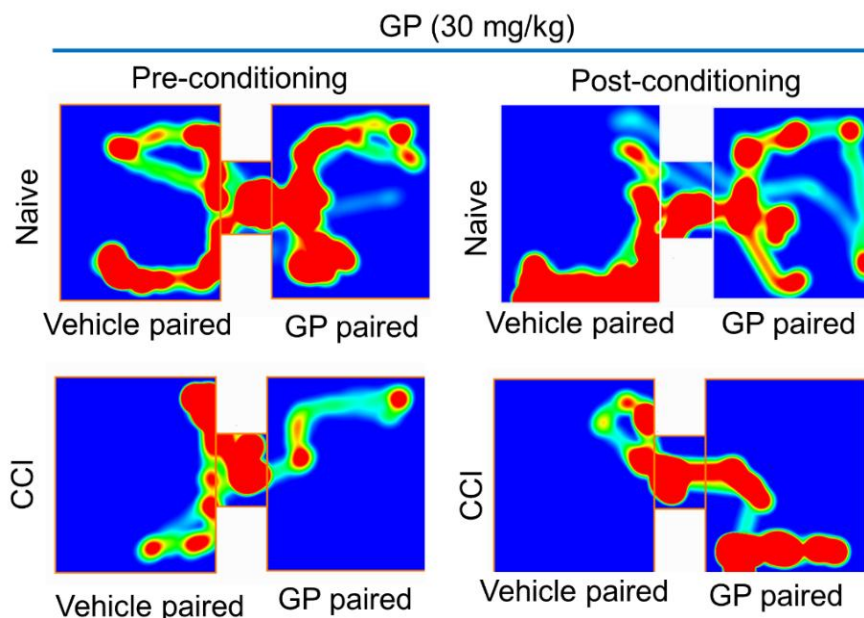 GP (30 mg/kg)
Pre-conditioning
Post-conditioning
Naive
Naive
Vehicle paired
GP paired
Vehicle paired
GP paired
CCI
CCI
Vehicle paired
GP paired
Vehicle paired
GP paired